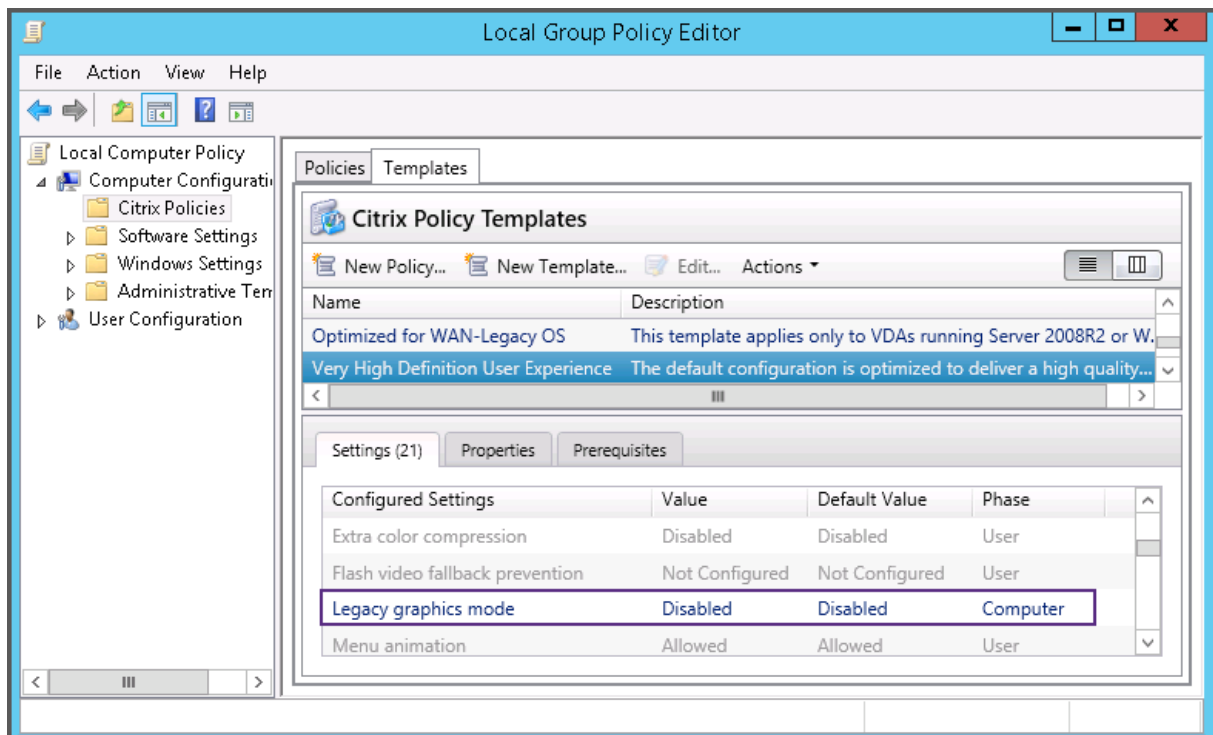 Local Group Policy Editor
File Action View Help
Local Computer Policy
Computer Configurati
Citrix Policies
Software Settings
Windows Settings
Administrative Tem
User Configuration
Policies Templates
Citrix Policy Templates
New Policy... New Template... Edit... Actions
Name Description
Optimized for WAN-Legacy OS This template applies only to VDAs running Server 2008R2 or W.
Very High Definition User Experience The default configuration is optimized to deliver a high quality...
Settings (21) Properties Prerequisites
Configured Settings Value Default Value Phase
Extra color compression Disabled Disabled User
Flash video fallback prevention Not Configured Not Configured User
Legacy graphics mode Disabled Disabled Computer
Menu animation Allowed Allowed User